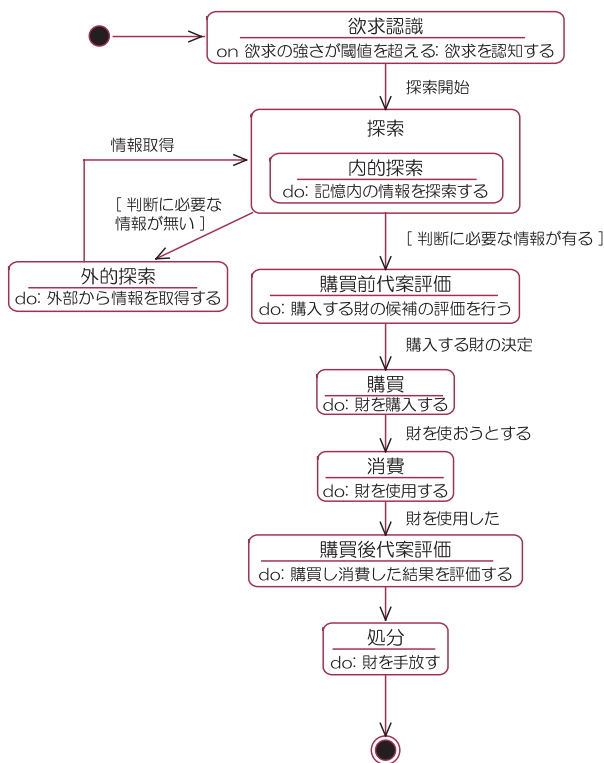 欲求認識
on 欲求の強さが閾値を超える: 欲求を認知する
探索開始
探索
情報取得
内的探索
do: 記憶内の情報を探索する
[ 判断に必要な
情報が無い ]
[ 判断に必要な情報が有る ]
外的探索
do: 外部から情報を取得する
購買前代案評価
do: 購入する財の候補の評価を行う
購入する財の決定
購買
do: 財を購入する
財を使おうとする
消費
do: 財を使用する
財を使用した
購買後代案評価
do: 購買し消費した結果を評価する
処分
do: 財を手放す